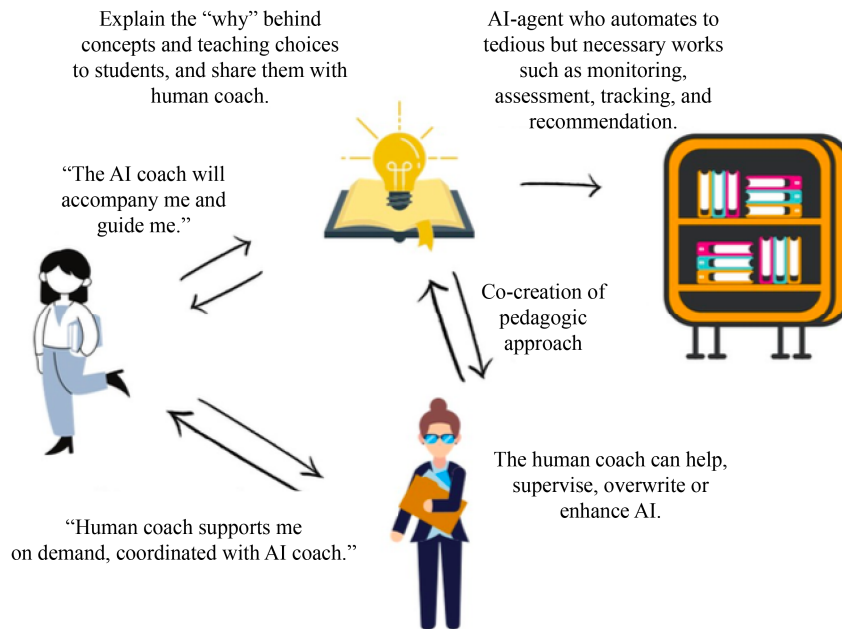 Explain the “why” behind
concepts and teaching choices
to students, and share them with
human coach.
AI-agent who automates to
tedious but necessary works
such as monitoring,
assessment, tracking, and
recommendation.
“The AI coach will
accompany me and
guide me.”
Co-creation of
pedagogic
approach
The human coach can help,
supervise, overwrite or
enhance AI.
“Human coach supports me
on demand, coordinated with AI coach.”